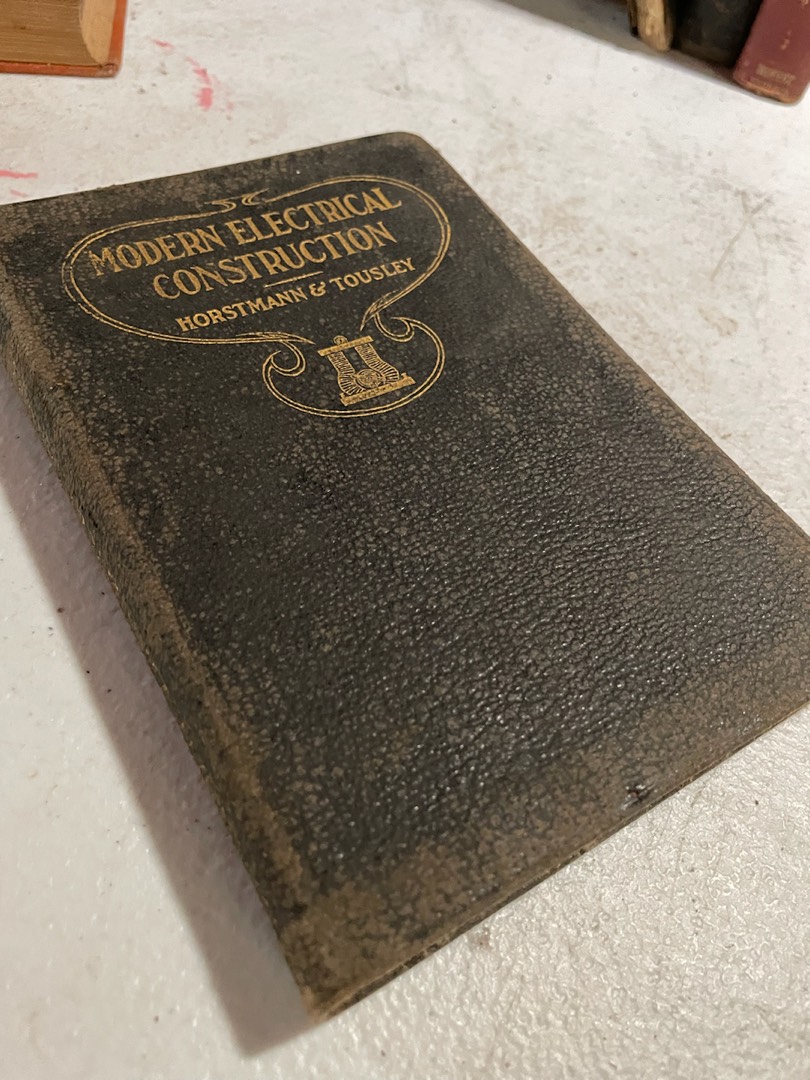 MODERN ELECTRICAL
CONSTRUCTION
HORSTMANN & TOUSLEY